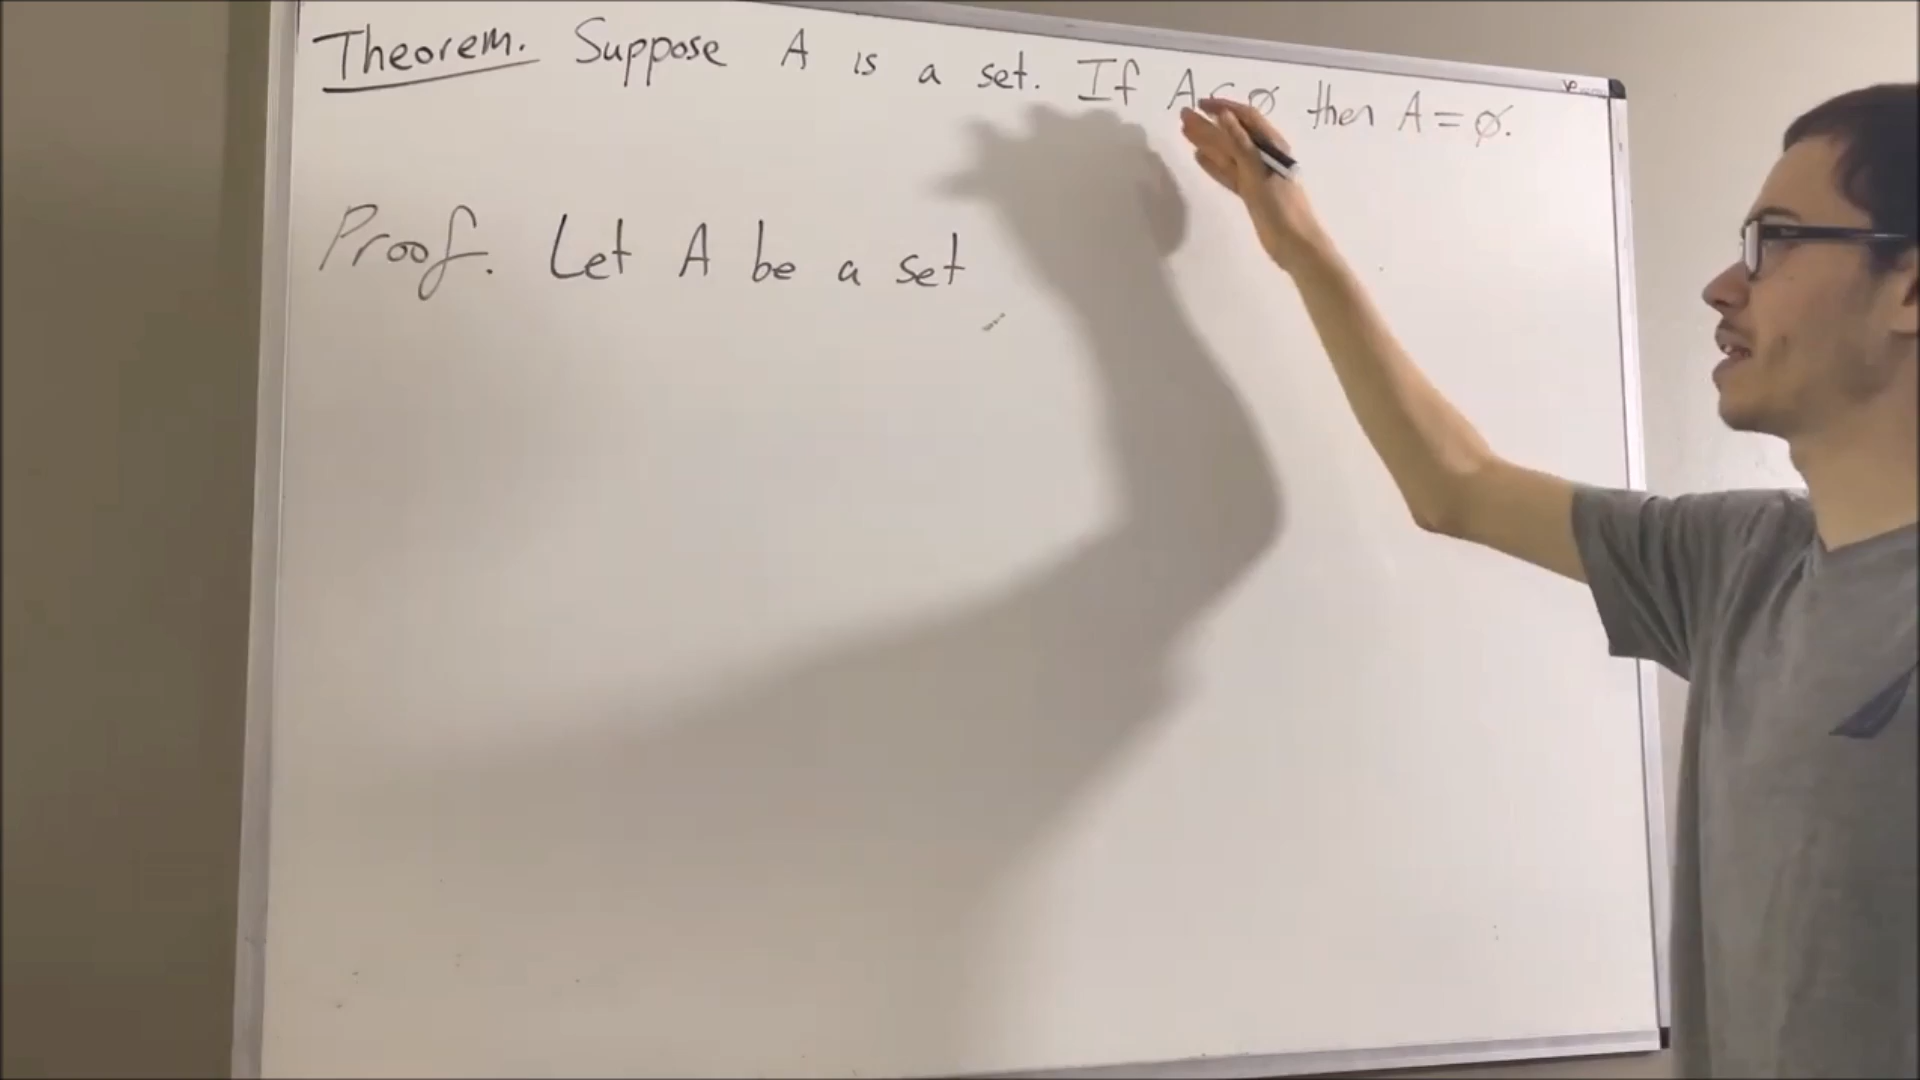 Theorem. Suppose A is a set. If A ⊆ ∅ then A = ∅.
Proof. Let A be a set